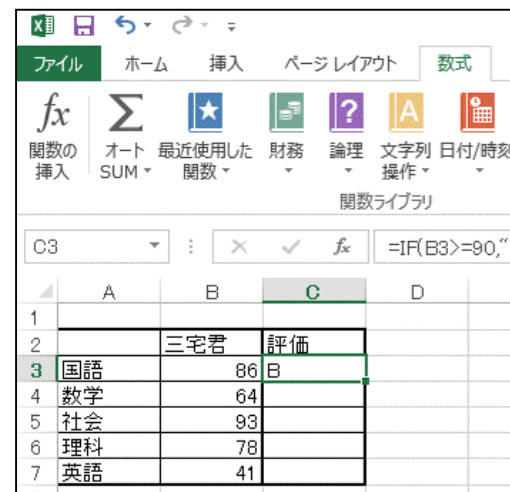 ファイル ホーム 挿入 ページ レイアウト 数式
fx Σ ★ ? A
関数の 挿入 オート SUM 最近使用した 関数 財務 論理 文字列 操作 日付/時刻
関数ライブラリ
C3 fx =IF(B3>=90,"
A B C D
1
2 三宅君 評価
3 国語 86 B
4 数学 64
5 社会 93
6 理科 78
7 英語 41